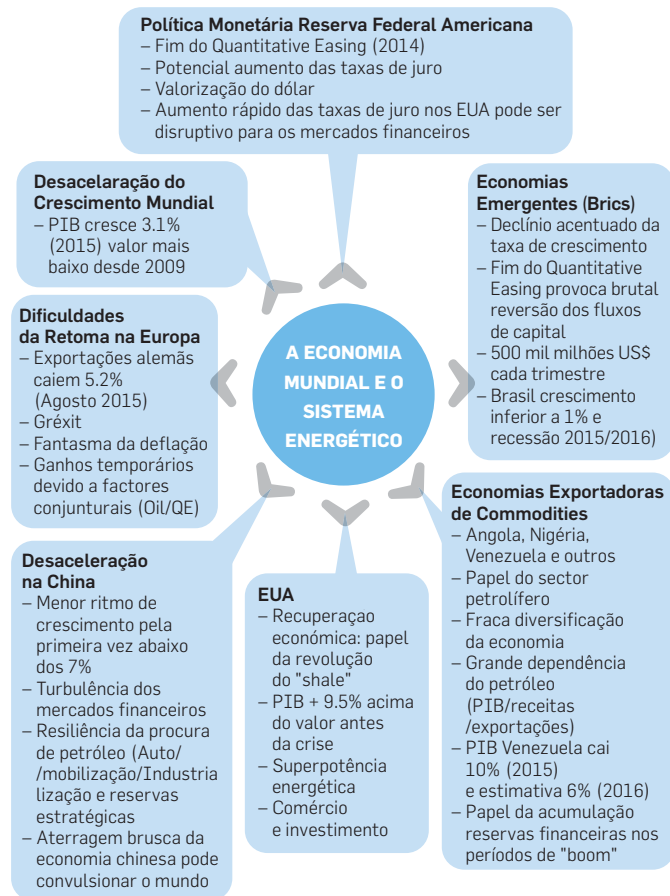 Política Monetária Reserva Federal Americana
– Fim do Quantitative Easing (2014)
– Potencial aumento das taxas de juro
– Valorização do dólar
– Aumento rápido das taxas de juro nos EUA pode ser
disruptivo para os mercados financeiros
Desacelaração do
Crescimento Mundial
– PIB cresce 3.1%
(2015) valor mais
baixo desde 2009
Economias
Emergentes (Brics)
– Declínio acentuado da
taxa de crescimento
– Fim do Quantitative
Easing provoca brutal
reversão dos fluxos
de capital
– 500 mil milhões US$
cada trimestre
– Brasil crescimento
inferior a 1% e
recessão 2015/2016)
Dificuldades
da Retoma na Europa
– Exportações alemãs
caiem 5.2%
(Agosto 2015)
– Gréxit
– Fantasma da deflação
– Ganhos temporários
devido a factores
conjunturais (Oil/QE)
A ECONOMIA
MUNDIAL E O
SISTEMA
ENERGÉTICO
Desaceleração
na China
– Menor ritmo de
crescimento pela
primeira vez abaixo
dos 7%
– Turbulência dos
mercados financeiros
– Resiliência da procura
de petróleo (Auto/
/mobilização/Industria
lização e reservas
estratégicas
– Aterragem brusca da
economia chinesa pode
convulsionar o mundo
EUA
– Recuperaçao
económica: papel
da revolução
do "shale"
– PIB + 9.5% acima
do valor antes
da crise
– Superpotência
energética
– Comércio
e investimento
Economias Exportadoras
de Commodities
– Angola, Nigéria,
Venezuela e outros
– Papel do sector
petrolífero
– Fraca diversificação
da economia
– Grande dependência
do petróleo
(PIB/receitas
/exportações)
– PIB Venezuela cai
10% (2015)
e estimativa 6% (2016)
– Papel da acumulação
reservas financeiras nos
períodos de "boom"